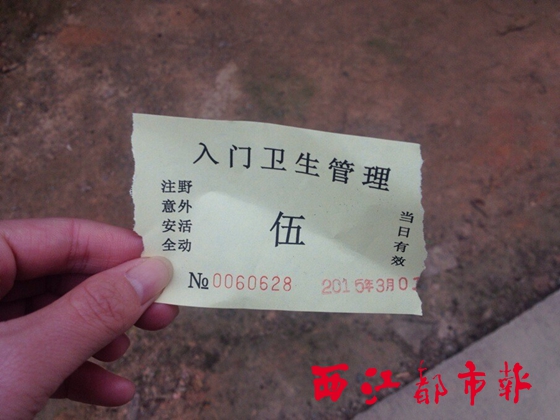 入门卫生管理
野外活动
注意安全
伍
当日有效
№0060628
2015年3月01
西江都市报